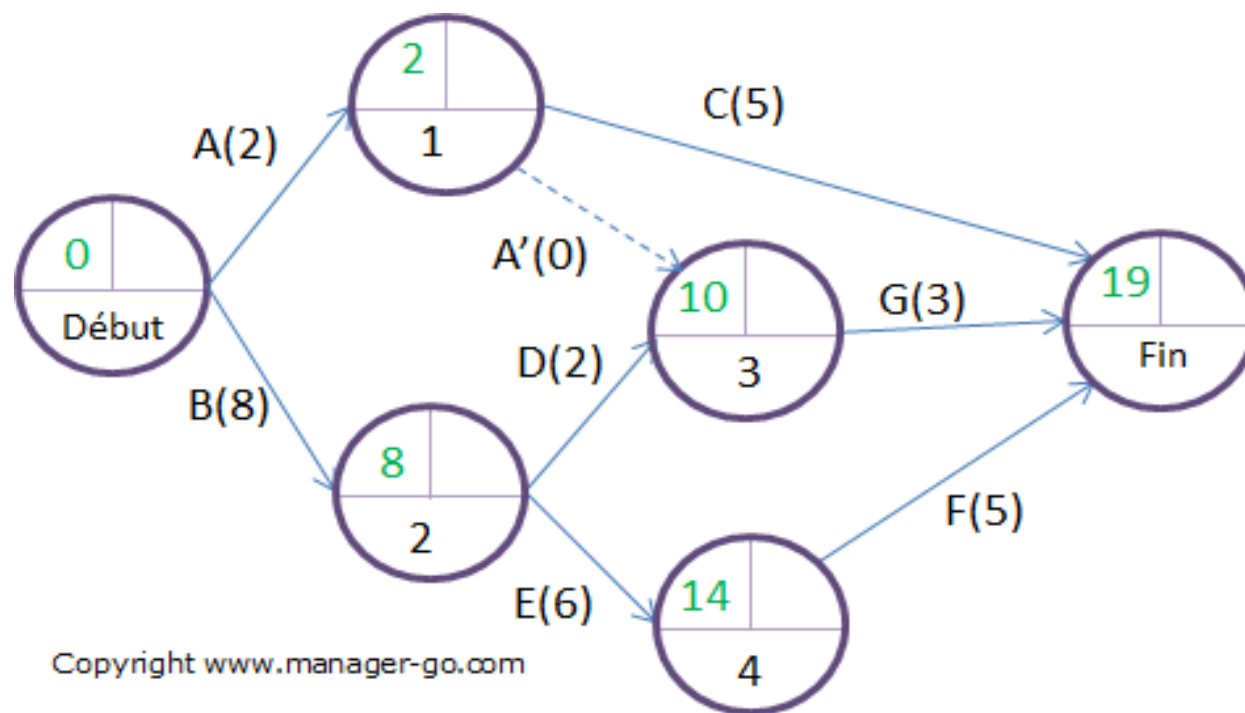 2
1
A(2)
C(5)
0
Début
A’(0)
10
3
G(3)
19
Fin
D(2)
B(8)
8
2
E(6)
F(5)
14
4
Copyright www.manager-go.com